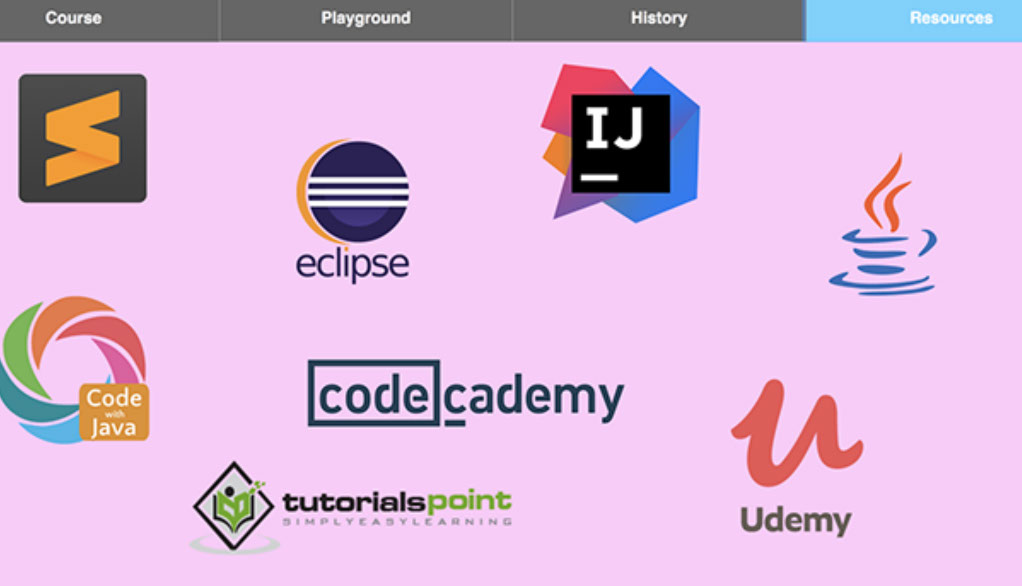 Course
Playground
History
Resources
IJ
eclipse
Code
with
Java
codecademy
tutorialspoint
SIMPLYEASYLEARNING
Udemy